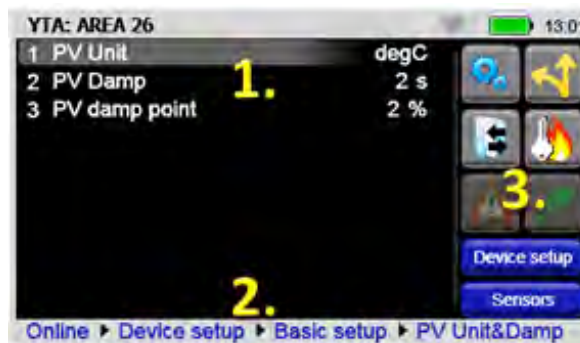 YTA: AREA 26 13:0
1 PV Unit degC
2 PV Damp 2 s
3 PV damp point 2 %
1.
3.
Device setup
2.
Sensors
Online ▸ Device setup ▸ Basic setup ▸ PV Unit&Damp